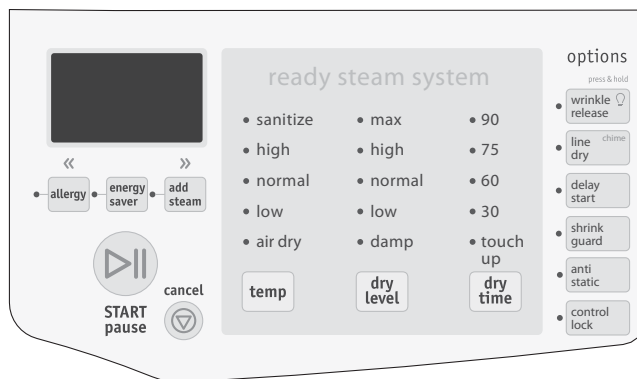 ready steam system
• sanitize
• high
• normal
• low
• air dry
temp
• max
• high
• normal
• low
• damp
dry
level
• 90
• 75
• 60
• 30
• touch
up
dry
time
«
»
allergy
energy
saver
add
steam
START
pause
cancel
options
press & hold
wrinkle
release
line chime
dry
delay
start
shrink
guard
anti
static
control
lock